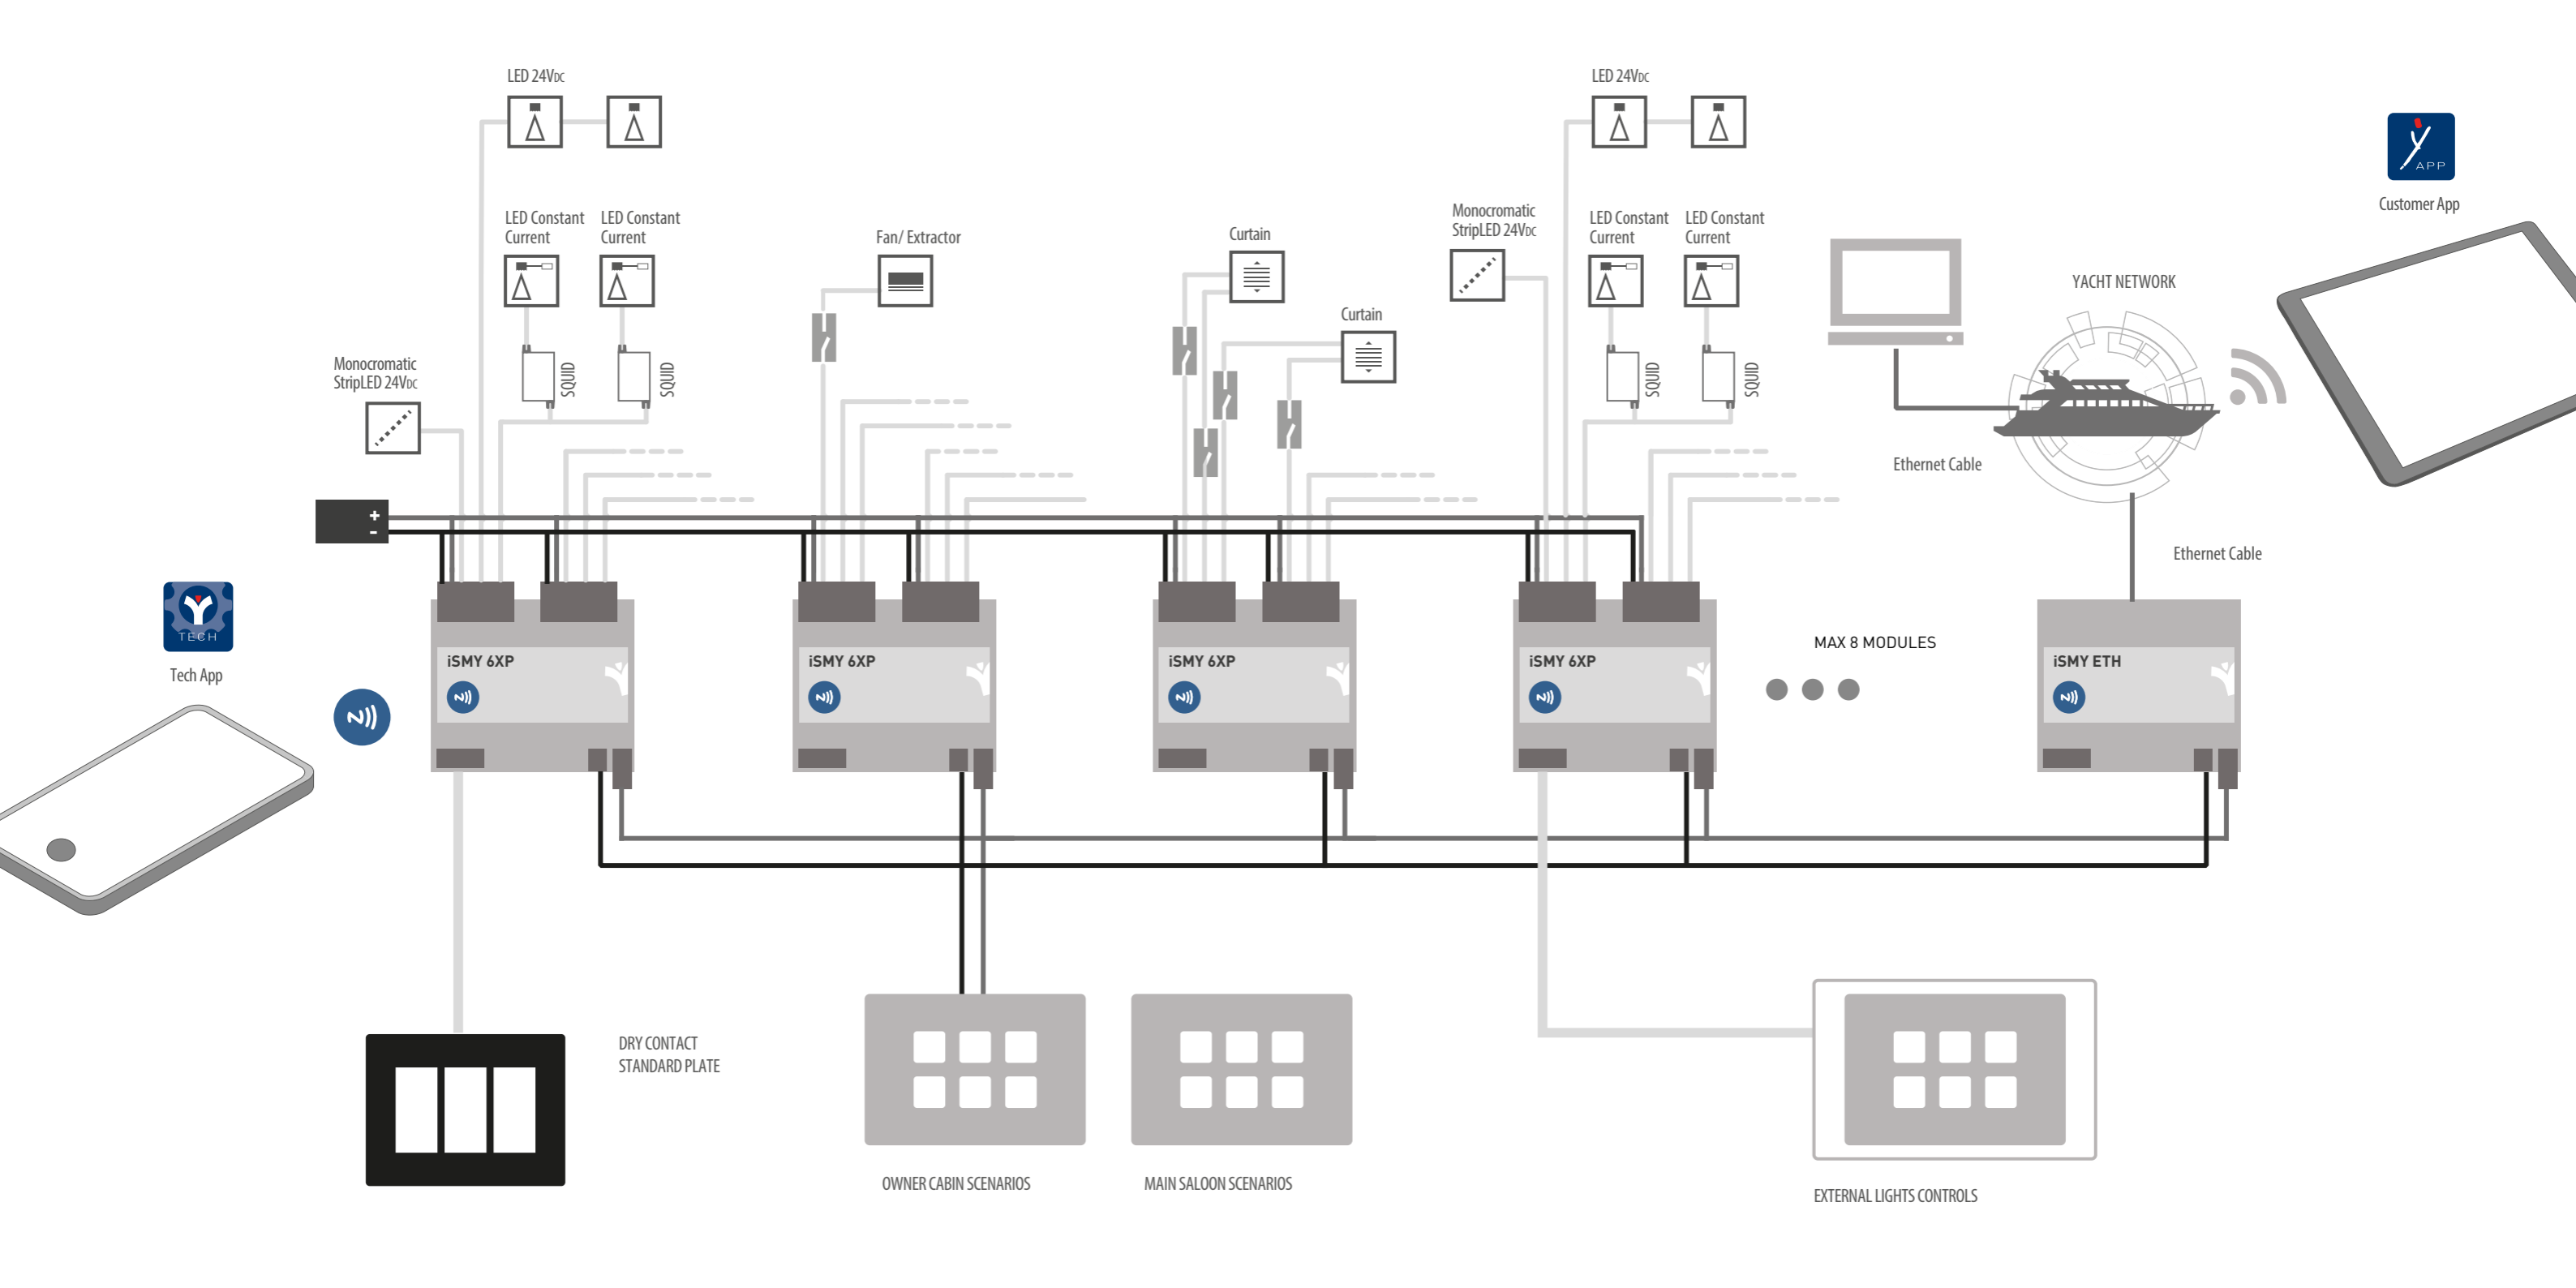 LED 24VDC
LED 24VDC
APP
Customer App
LED Constant
Current
LED Constant
Current
Fan/ Extractor
Curtain
Monocromatic
StripLED 24VDC
LED Constant
Current
LED Constant
Current
YACHT NETWORK
Curtain
Monocromatic
StripLED 24VDC
SQUID
SQUID
SQUID
SQUID
Ethernet Cable
+
-
Ethernet Cable
TECH
Tech App
iSMY 6XP
iSMY 6XP
iSMY 6XP
iSMY 6XP
MAX 8 MODULES
iSMY ETH
DRY CONTACT
STANDARD PLATE
OWNER CABIN SCENARIOS
MAIN SALOON SCENARIOS
EXTERNAL LIGHTS CONTROLS